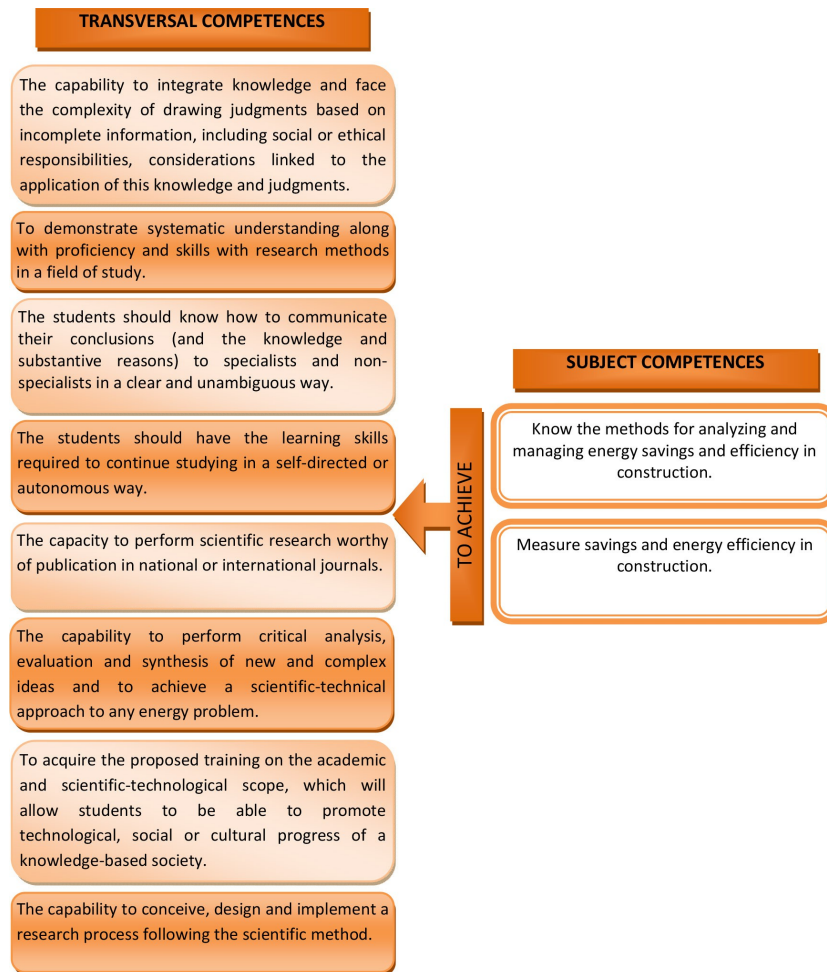 TRANSVERSAL COMPETENCES
The capability to integrate knowledge and face
the complexity of drawing judgments based on
incomplete information, including social or ethical
responsibilities, considerations linked to the
application of this knowledge and judgments.
To demonstrate systematic understanding along
with proficiency and skills with research methods
in a field of study.
The students should know how to communicate
their conclusions (and the knowledge and
substantive reasons) to specialists and non-
specialists in a clear and unambiguous way.
The students should have the learning skills
required to continue studying in a self-directed or
autonomous way.
The capacity to perform scientific research worthy
of publication in national or international journals.
The capability to perform critical analysis,
evaluation and synthesis of new and complex
ideas and to achieve a scientific-technical
approach to any energy problem.
To acquire the proposed training on the academic
and scientific-technological scope, which will
allow students to be able to promote
technological, social or cultural progress of a
knowledge-based society.
The capability to conceive, design and implement a
research process following the scientific method.
TO ACHIEVE
SUBJECT COMPETENCES
Know the methods for analyzing and
managing energy savings and efficiency in
construction.
Measure savings and energy efficiency in
construction.